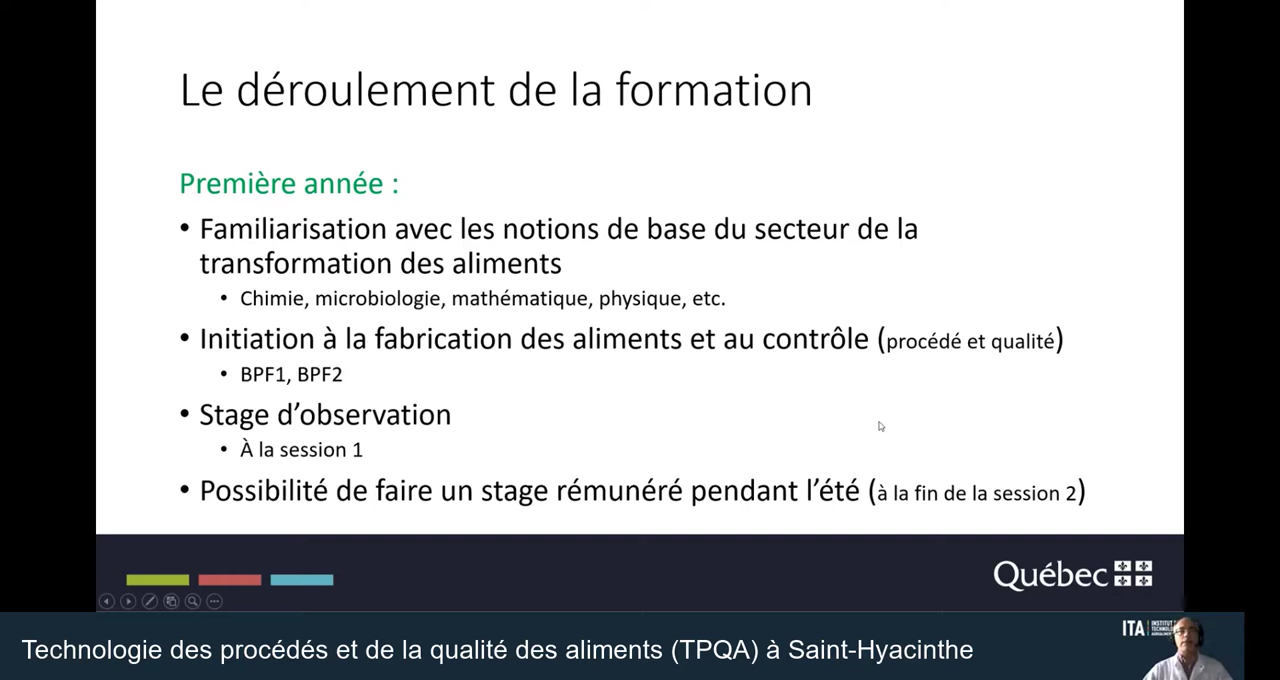 Le déroulement de la formation
Première année :
• Familiarisation avec les notions de base du secteur de la
transformation des aliments
• Chimie, microbiologie, mathématique, physique, etc.
• Initiation à la fabrication des aliments et au contrôle (procédé et qualité)
• BPF1, BPF2
• Stage d’observation
• À la session 1
• Possibilité de faire un stage rémunéré pendant l’été (à la fin de la session 2)
Québec
ITA
Technologie des procédés et de la qualité des aliments (TPQA) à Saint-Hyacinthe